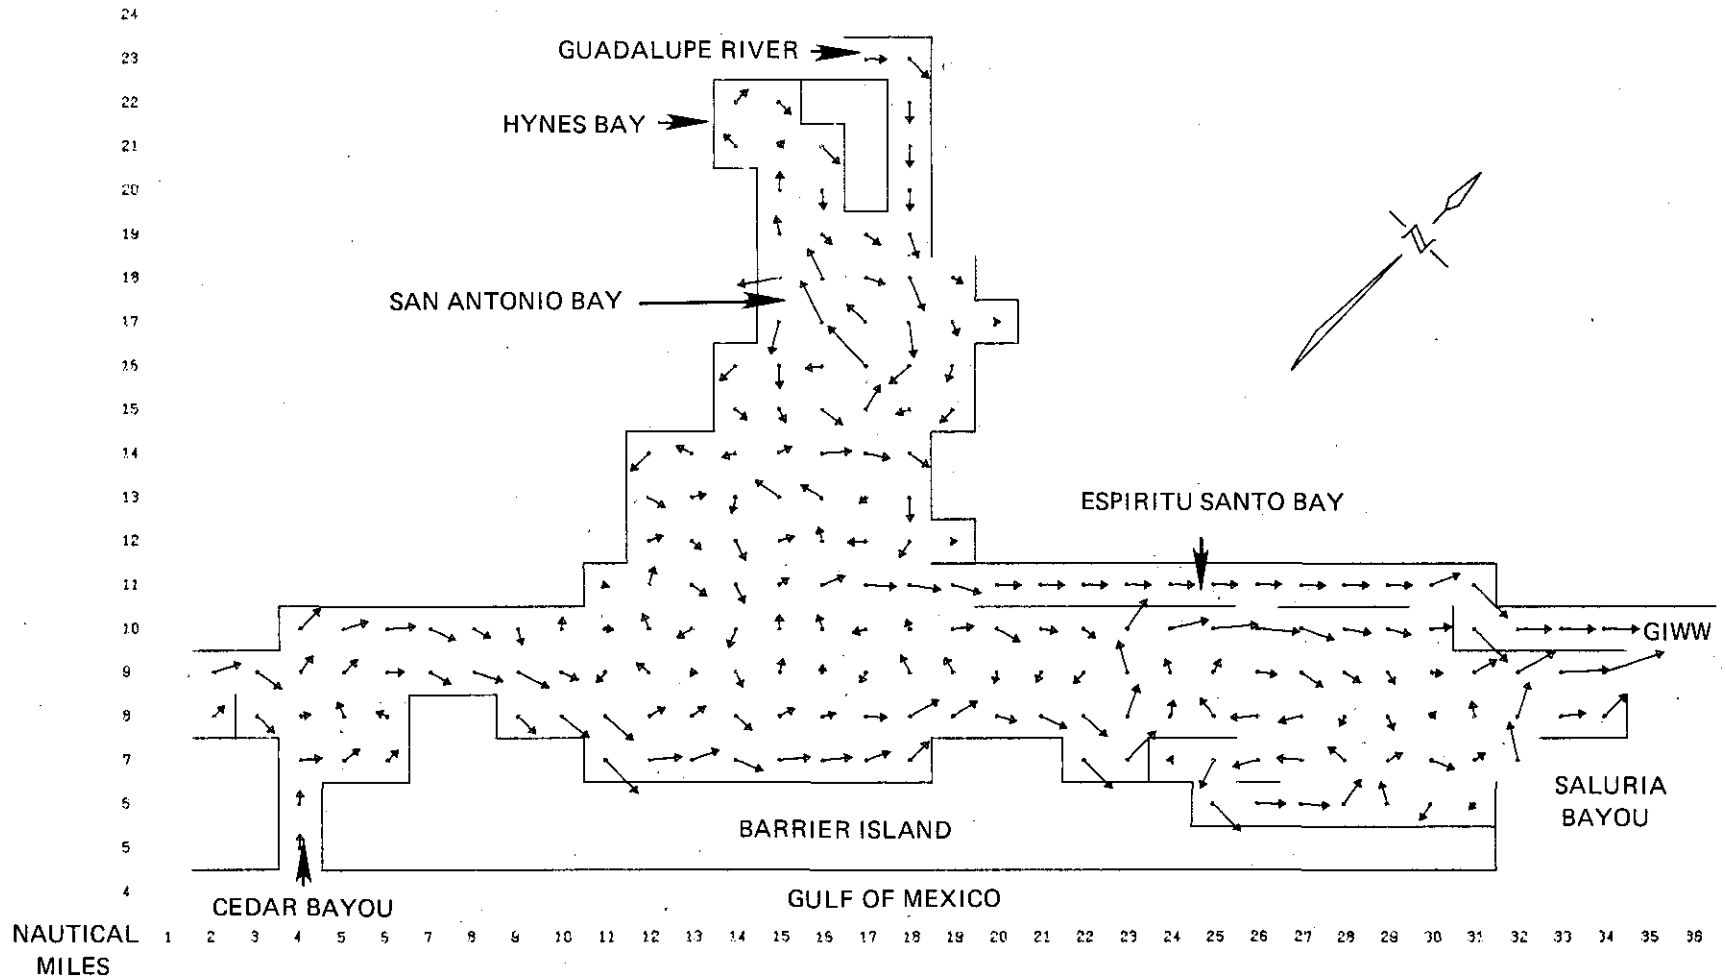 24
GUADALUPE RIVER
23
22
HYNES BAY
21
20
19
18
SAN ANTONIO BAY
17
16
15
14
13
ESPIRITU SANTO BAY
12
11
10
GIWW
9
8
7
SALURIA
BAYOU
6
BARRIER ISLAND
5
4
GULF OF MEXICO
CEDAR BAYOU
NAUTICAL
MILES
1 2 3 4 5 6 7 8 9 10 11 12 13 14 15 16 17 18 19 20 21 22 23 24 25 26 27 28 29 30 31 32 33 34 35 36
N